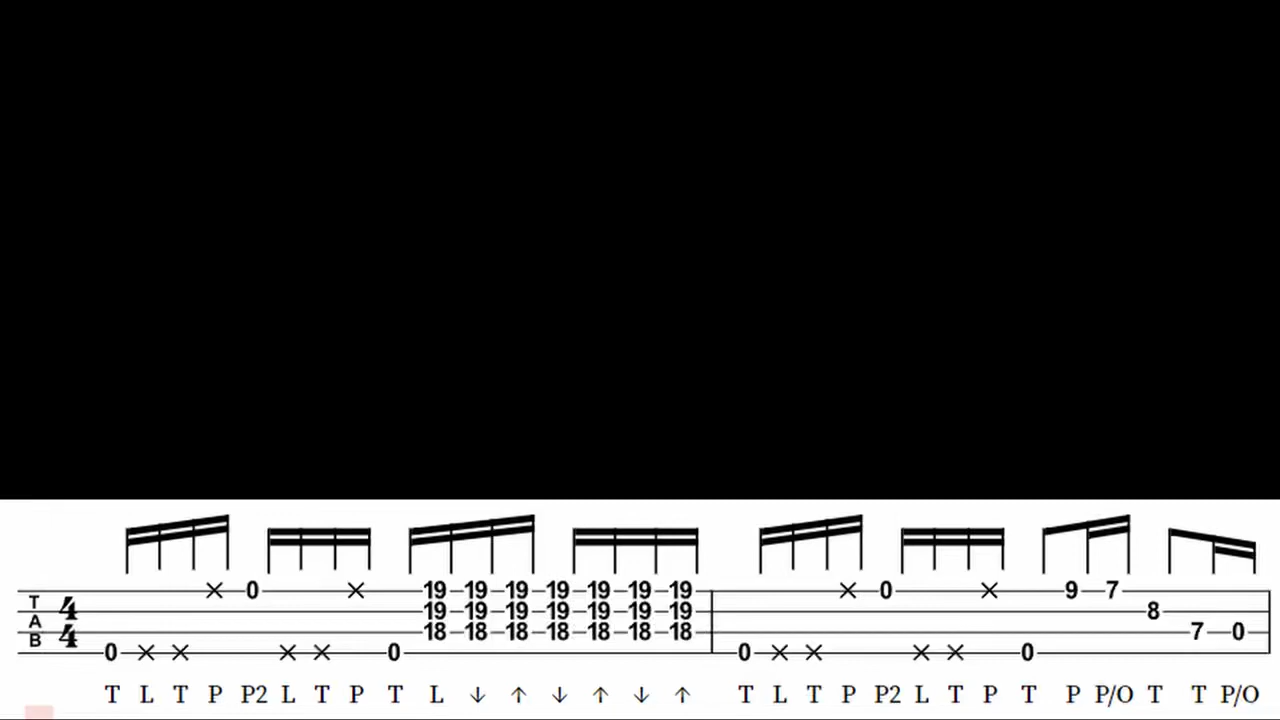 × 0 × 19 19 19 19 19 19 19 × 0 × 9 7
T 4 19 19 19 19 19 19 19 8
A
B 4 18 18 18 18 18 18 18 7 0
0 × × × × 0 0 × × × × 0
T L T P P2 L T P T L ↓ ↑ ↓ ↑ ↓ ↑ T L T P P2 L T P T P P/O T T P/O